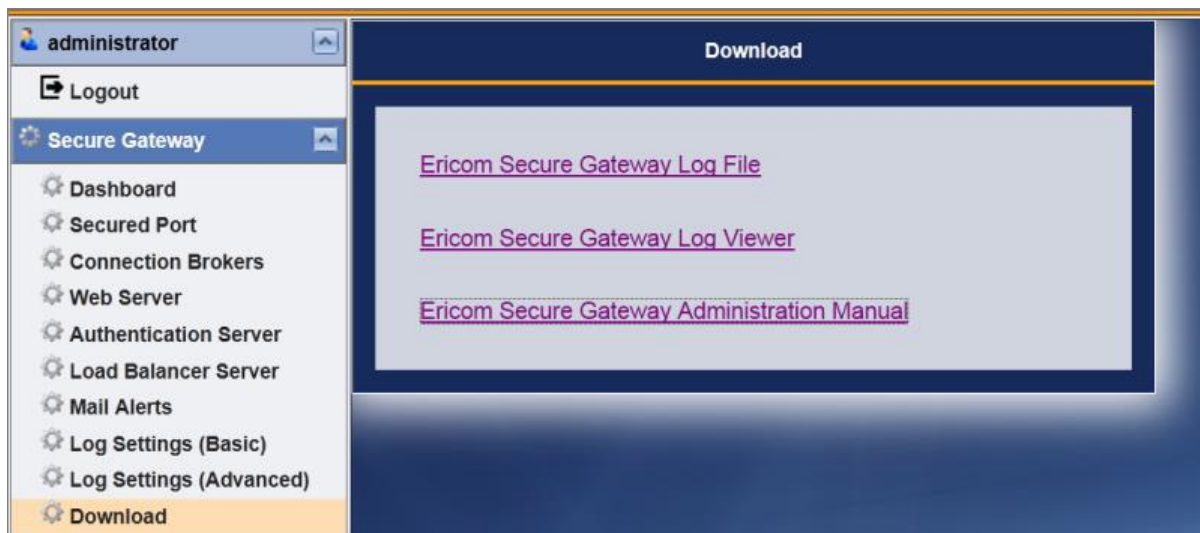 administrator
Logout
Secure Gateway
Dashboard
Secured Port
Connection Brokers
Web Server
Authentication Server
Load Balancer Server
Mail Alerts
Log Settings (Basic)
Log Settings (Advanced)
Download
Download
Ericom Secure Gateway Log File
Ericom Secure Gateway Log Viewer
Ericom Secure Gateway Administration Manual